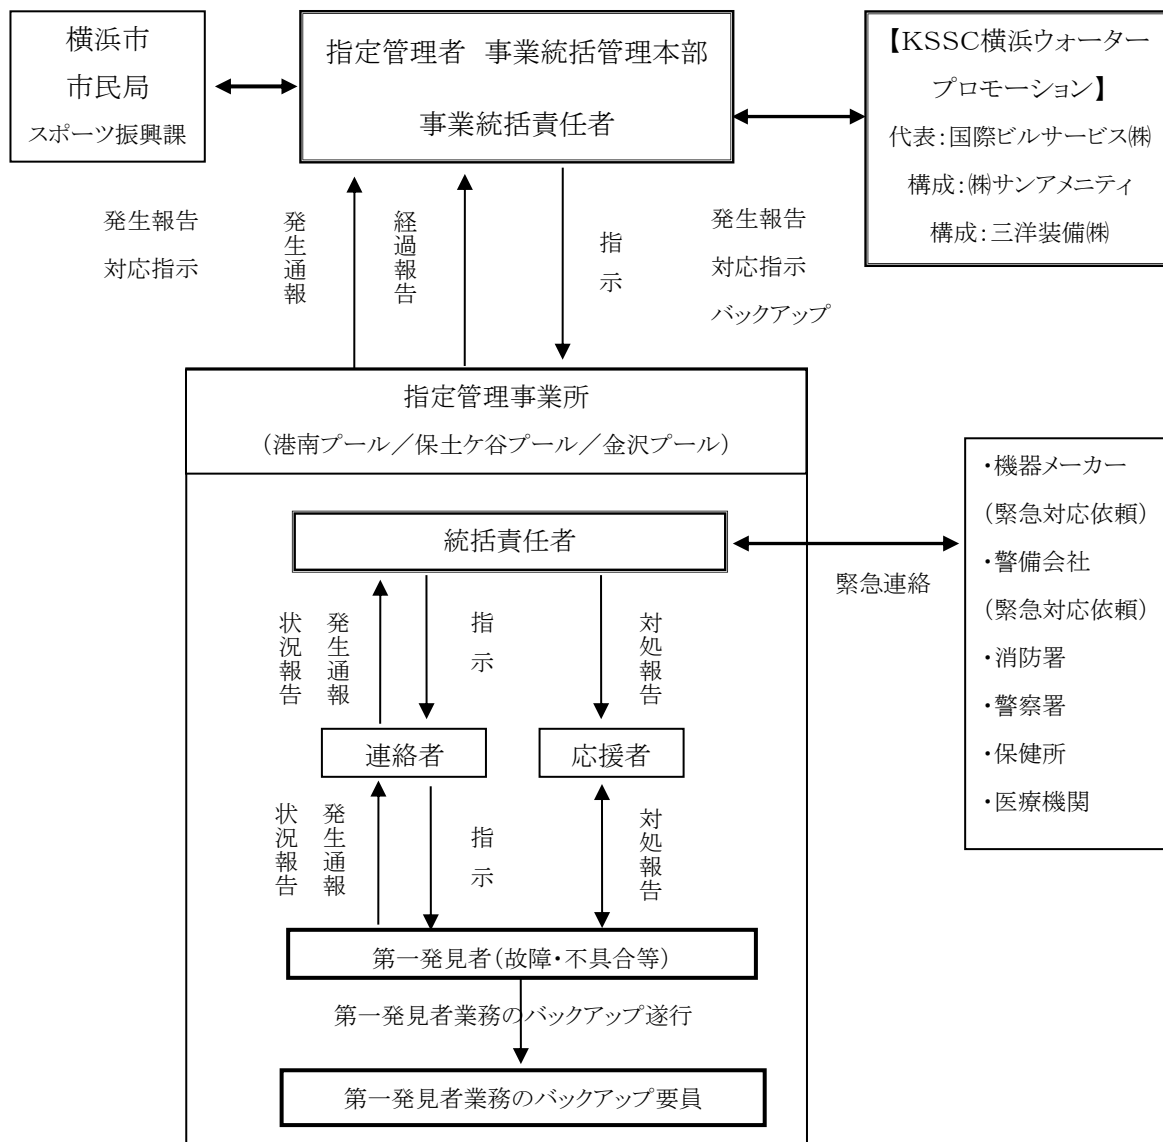 横浜市
市民局
スポーツ振興課
指定管理者　事業統括管理本部
事業統括責任者
【KSSC横浜ウォーター
プロモーション】
代表：国際ビルサービス㈱
構成：㈱サンアメニティ
構成：三洋装備㈱
発生報告
対応指示
発生通報
経過報告
指示
発生報告
対応指示
バックアップ
指定管理事業所
（港南プール／保土ケ谷プール／金沢プール）
統括責任者
緊急連絡
・機器メーカー
（緊急対応依頼）
・警備会社
（緊急対応依頼）
・消防署
・警察署
・保健所
・医療機関
状況報告
発生通報
指示
対処報告
連絡者
応援者
状況報告
発生通報
指示
対処報告
第一発見者（故障・不具合等）
第一発見者業務のバックアップ遂行
第一発見者業務のバックアップ要員